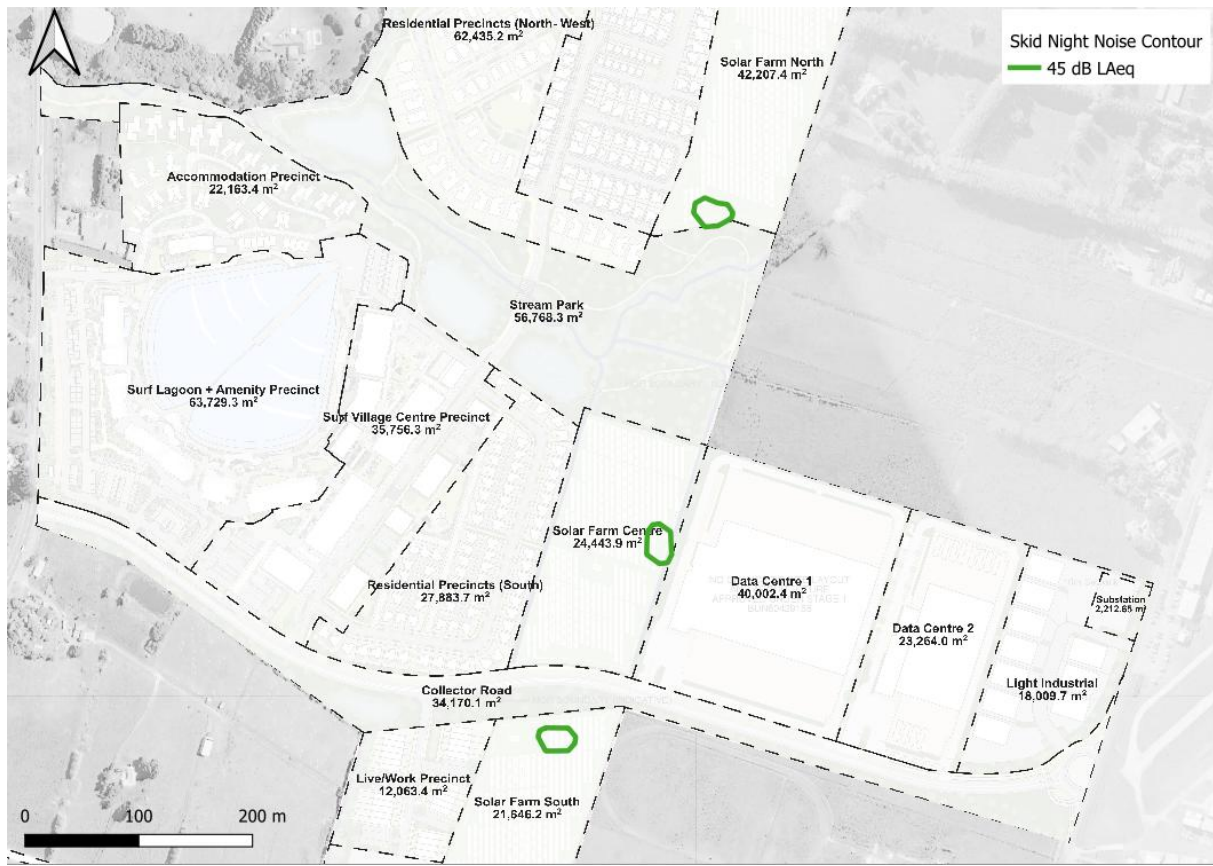 Residential Precincts (North- West)
62,435.2 m²
Solar Farm North
42,207.4 m²
Skid Night Noise Contour
45 dB LAeq
Accommodation Precinct
22,163.4 m²
Stream Park
56,768.3 m²
Surf Lagoon + Amenity Precinct
63,729.3 m²
Surf Village Centre Precinct
35,756.3 m²
Solar Farm Centre
24,443.9 m²
Residential Precincts (South)
27,883.7 m²
Data Centre 1
40,002.4 m²
Data Centre 2
23,264.0 m²
Substation
2,212.65 m
Light Industrial
18,009.7 m²
Collector Road
34,170.1 m²
Live/Work Precinct
12,063.4 m²
Solar Farm South
21,646.2 m²
0 100 200 m